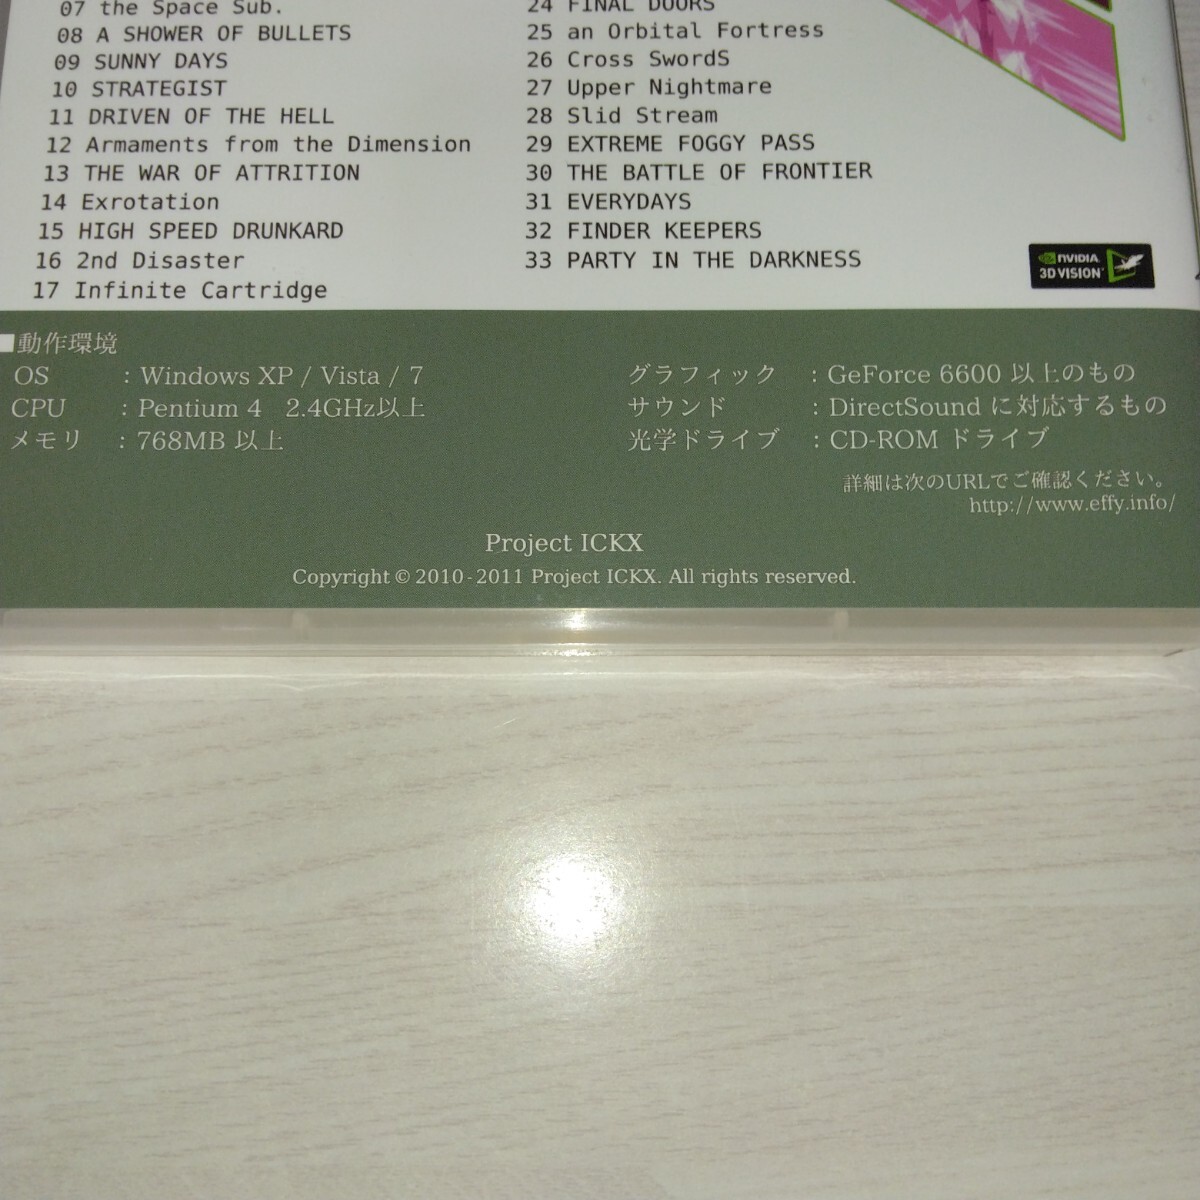 07 the Space Sub.
08 A SHOWER OF BULLETS
09 SUNNY DAYS
10 STRATEGIST
11 DRIVEN OF THE HELL
12 Armaments from the Dimension
13 THE WAR OF ATTRITION
14 Exrotation
15 HIGH SPEED DRUNKARD
16 2nd Disaster
17 Infinite Cartridge
24 FINAL DOORS
25 an Orbital Fortress
26 Cross SwordS
27 Upper Nightmare
28 Slid Stream
29 EXTREME FOGGY PASS
30 THE BATTLE OF FRONTIER
31 EVERYDAYS
32 FINDER KEEPERS
33 PARTY IN THE DARKNESS
NVIDIA
3D VISION
■動作環境
OS : Windows XP / Vista / 7
CPU : Pentium 4 2.4GHz以上
メモリ : 768MB 以上
グラフィック : GeForce 6600 以上のもの
サウンド : DirectSound に対応するもの
光学ドライブ : CD-ROM ドライブ
詳細は次のURLでご確認ください。
http://www.effy.info/
Project ICKX
Copyright © 2010-2011 Project ICKX. All rights reserved.